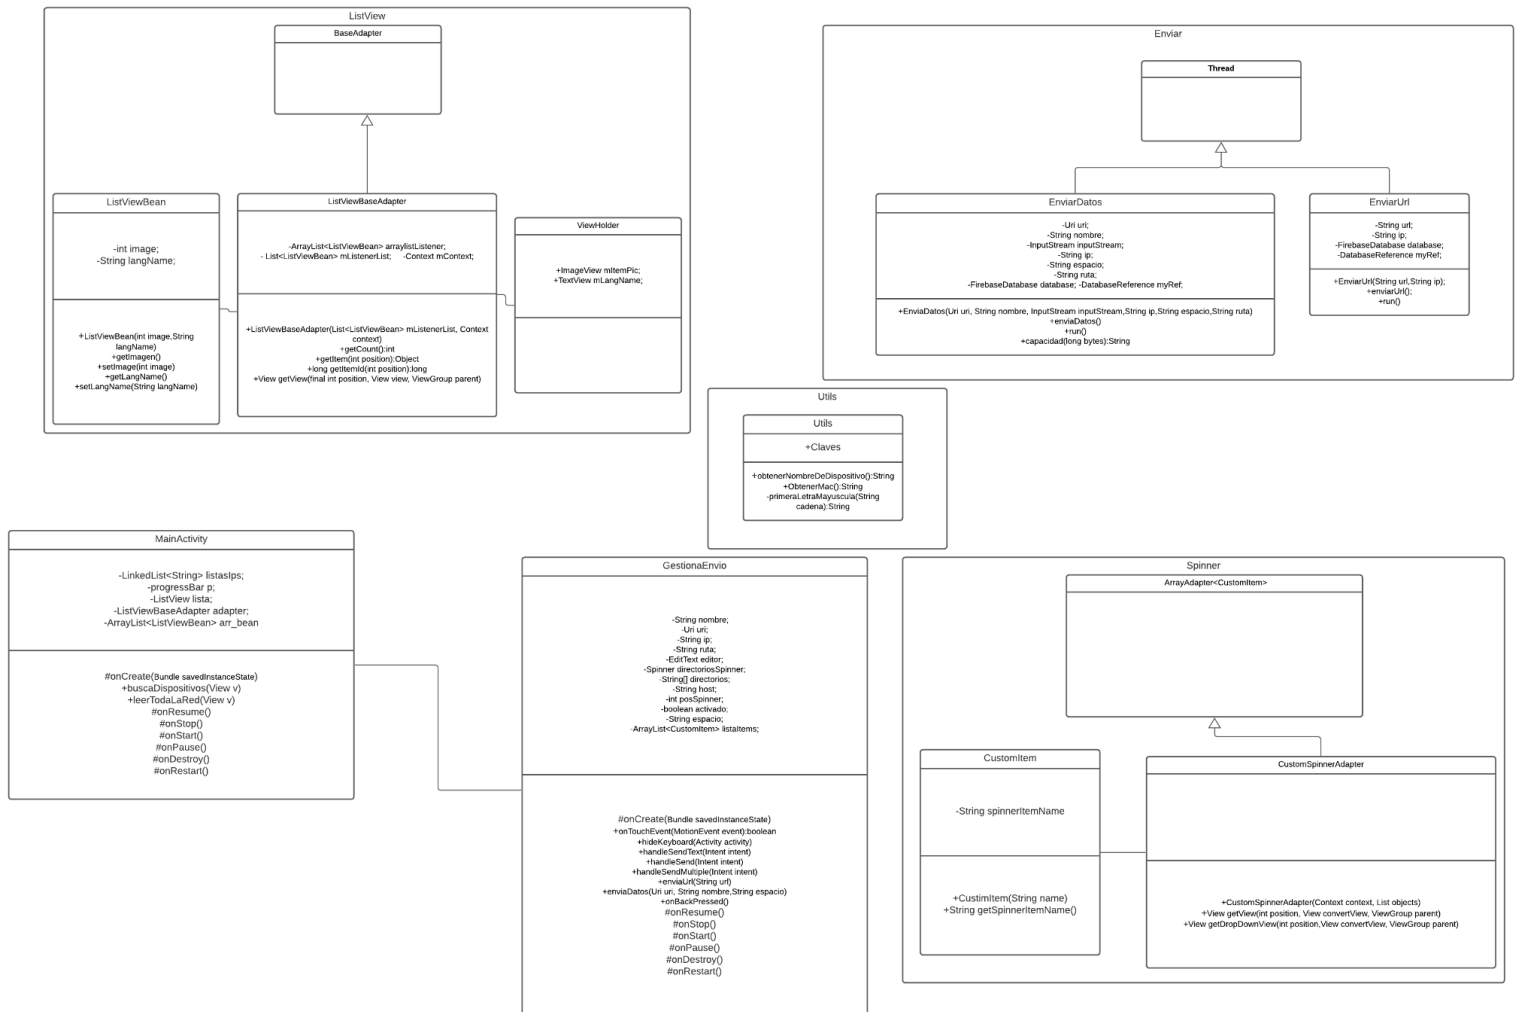 ListView
BaseAdapter
ListViewBean
-int image;
-String langName;
+ListViewBean(int image,String
langName)
+getImagen()
+setImage(int image)
+getLangName()
+setLangName(String langName)
ListViewBaseAdapter
-ArrayList<ListViewBean> arraylistListener;
- List<ListViewBean> mListenerList; -Context mContext;
+ListViewBaseAdapter(List<ListViewBean> mListenerList, Context
context)
+getCount():int
+getItem(int position):Object
+long getItemId(int position):long
+View getView(final int position, View view, ViewGroup parent)
ViewHolder
+ImageView mItemPic;
+TextView mLangName;
Enviar
Thread
EnviarDatos
-Uri uri;
-String nombre;
-InputStream inputStream;
-String ip;
-String espacio;
-String ruta;
-FirebaseDatabase database; -DatabaseReference myRef;
+EnviaDatos(Uri uri, String nombre, InputStream inputStream,String ip,String espacio,String ruta)
+enviaDatos()
+run()
+capacidad(long bytes):String
EnviarUrl
-String url;
-String ip;
-FirebaseDatabase database;
-DatabaseReference myRef;
+EnviarUrl(String url,String ip);
+enviarUrl();
+run()
Utils
Utils
+Claves
+obtenerNombreDeDispositivo():String
+ObtenerMac():String
-primeraLetraMayuscula(String
cadena):String
MainActivity
-LinkedList<String> listasIps;
-progressBar p;
-ListView lista;
-ListViewBaseAdapter adapter;
-ArrayList<ListViewBean> arr_bean
#onCreate(Bundle savedInstanceState)
+buscaDispositivos(View v)
+leerTodaLaRed(View v)
#onResume()
#onStop()
#onStart()
#onPause()
#onDestroy()
#onRestart()
GestionaEnvio
-String nombre;
-Uri uri;
-String ip;
-String ruta;
-EditText editor;
-Spinner directoriosSpinner;
-String[] directorios;
-String host;
-int posSpinner;
-boolean activado;
-String espacio;
-ArrayList<CustomItem> listaItems;
#onCreate(Bundle savedInstanceState)
+onTouchEvent(MotionEvent event):boolean
+hideKeyboard(Activity activity)
+handleSendText(Intent intent)
+handleSend(Intent intent)
+handleSendMultiple(Intent intent)
+enviaUrl(String url)
+enviaDatos(Uri uri, String nombre,String espacio)
+onBackPressed()
#onResume()
#onStop()
#onStart()
#onPause()
#onDestroy()
#onRestart()
Spinner
ArrayAdapter<CustomItem>
CustomItem
-String spinnerItemName
+CustimItem(String name)
+String getSpinnerItemName()
CustomSpinnerAdapter
+CustomSpinnerAdapter(Context context, List objects)
+View getView(int position, View convertView, ViewGroup parent)
+View getDropDownView(int position,View convertView, ViewGroup parent)